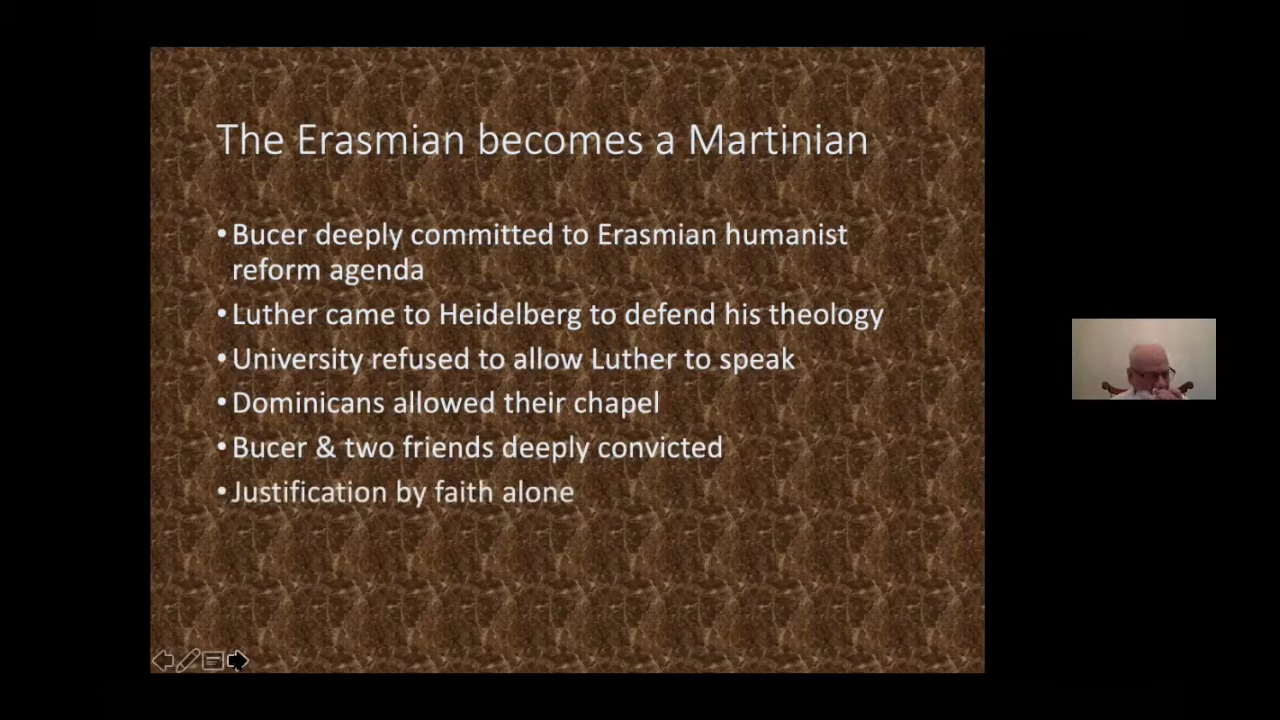 The Erasmian becomes a Martinian
•Bucer deeply committed to Erasmian humanist
reform agenda
•Luther came to Heidelberg to defend his theology
•University refused to allow Luther to speak
•Dominicans allowed their chapel
•Bucer & two friends deeply convicted
•Justification by faith alone